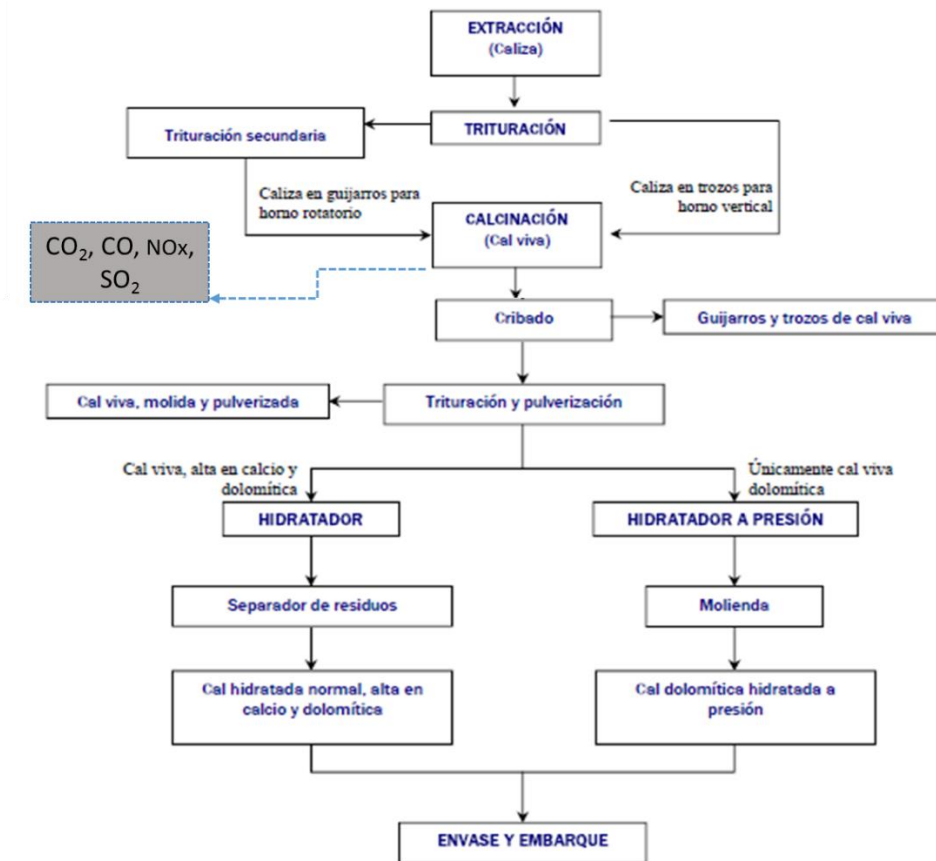 EXTRACCIÓN
(Caliza)
TRITURACIÓN
Trituración secundaria
Caliza en guijarros para
horno rotatorio
Caliza en trozos para
horno vertical
CALCINACIÓN
(Cal viva)
CO₂, CO, NOx,
SO₂
Cribado
Guijarros y trozos de cal viva
Cal viva, molida y pulverizada
Trituración y pulverización
Cal viva, alta en calcio y
dolomítica
Únicamente cal viva
dolomítica
HIDRATADOR
HIDRATADOR A PRESIÓN
Separador de residuos
Molienda
Cal hidratada normal, alta en
calcio y dolomítica
Cal dolomítica hidratada a
presión
ENVASE Y EMBARQUE